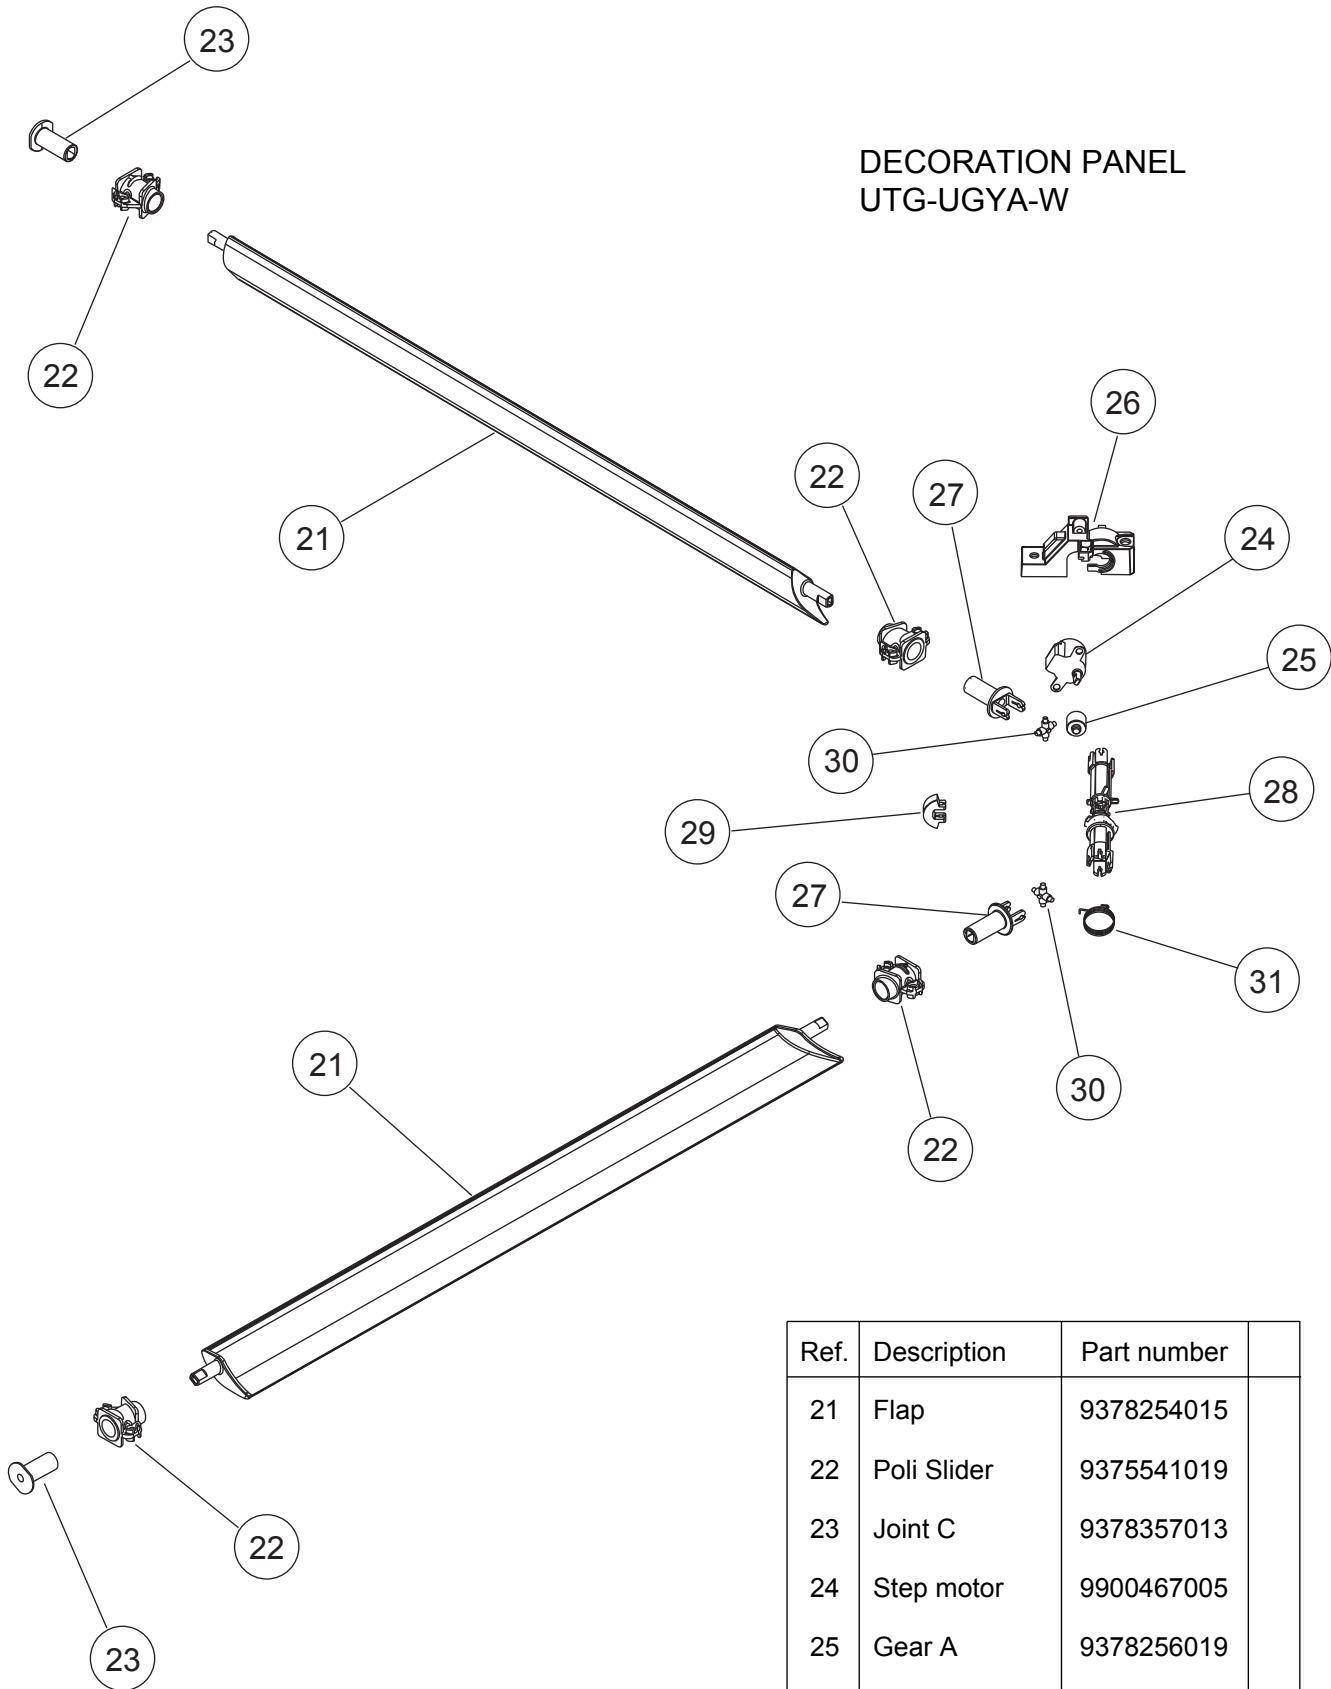 23
DECORATION PANEL
UTG-UGYA-W
22
26
22
27
21
24
25
30
28
29
27
31
21
30
22
Ref. Description Part number
21 Flap 9378254015
22 Poli Slider 9375541019
23 Joint C 9378357013
22
24 Step motor 9900467005
25 Gear A 9378256019
23